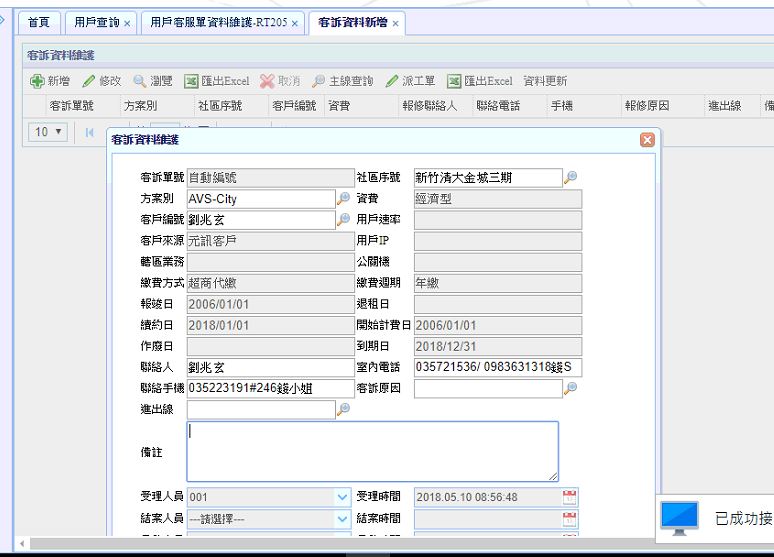 首頁 用戶查詢 × 用戶客服單資料維護-RT205 × 客訴資料新增 ×
客訴資料維護
新增 修改 瀏覽 匯出Excel 取消 主線查詢 派工單 匯出Excel 資料更新
客訴單號 方案別 社區序號 客戶編號 資費 報修聯絡人 聯絡電話 手機 報修原因 進出線 備
10
客訴資料維護
客訴單號 自動編號 社區序號 新竹清大金城三期
方案別 AVS-City 資費 經濟型
客戶編號 劉兆玄 用戶速率
客戶來源 元訊客戶 用戶IP
轄區業務 公關機
繳費方式 超商代繳 繳費週期 年繳
報竣日 2006/01/01 退租日
續約日 2018/01/01 開始計費日 2006/01/01
作廢日 到期日 2018/12/31
聯絡人 劉兆玄 室內電話 035721536/ 0983631318錢S
聯絡手機 035223191#246錢小姐 客訴原因
進出線
備註
受理人員 001 受理時間 2018.05.10 08:56:48
結案人員 ---請選擇--- 結案時間
已成功接